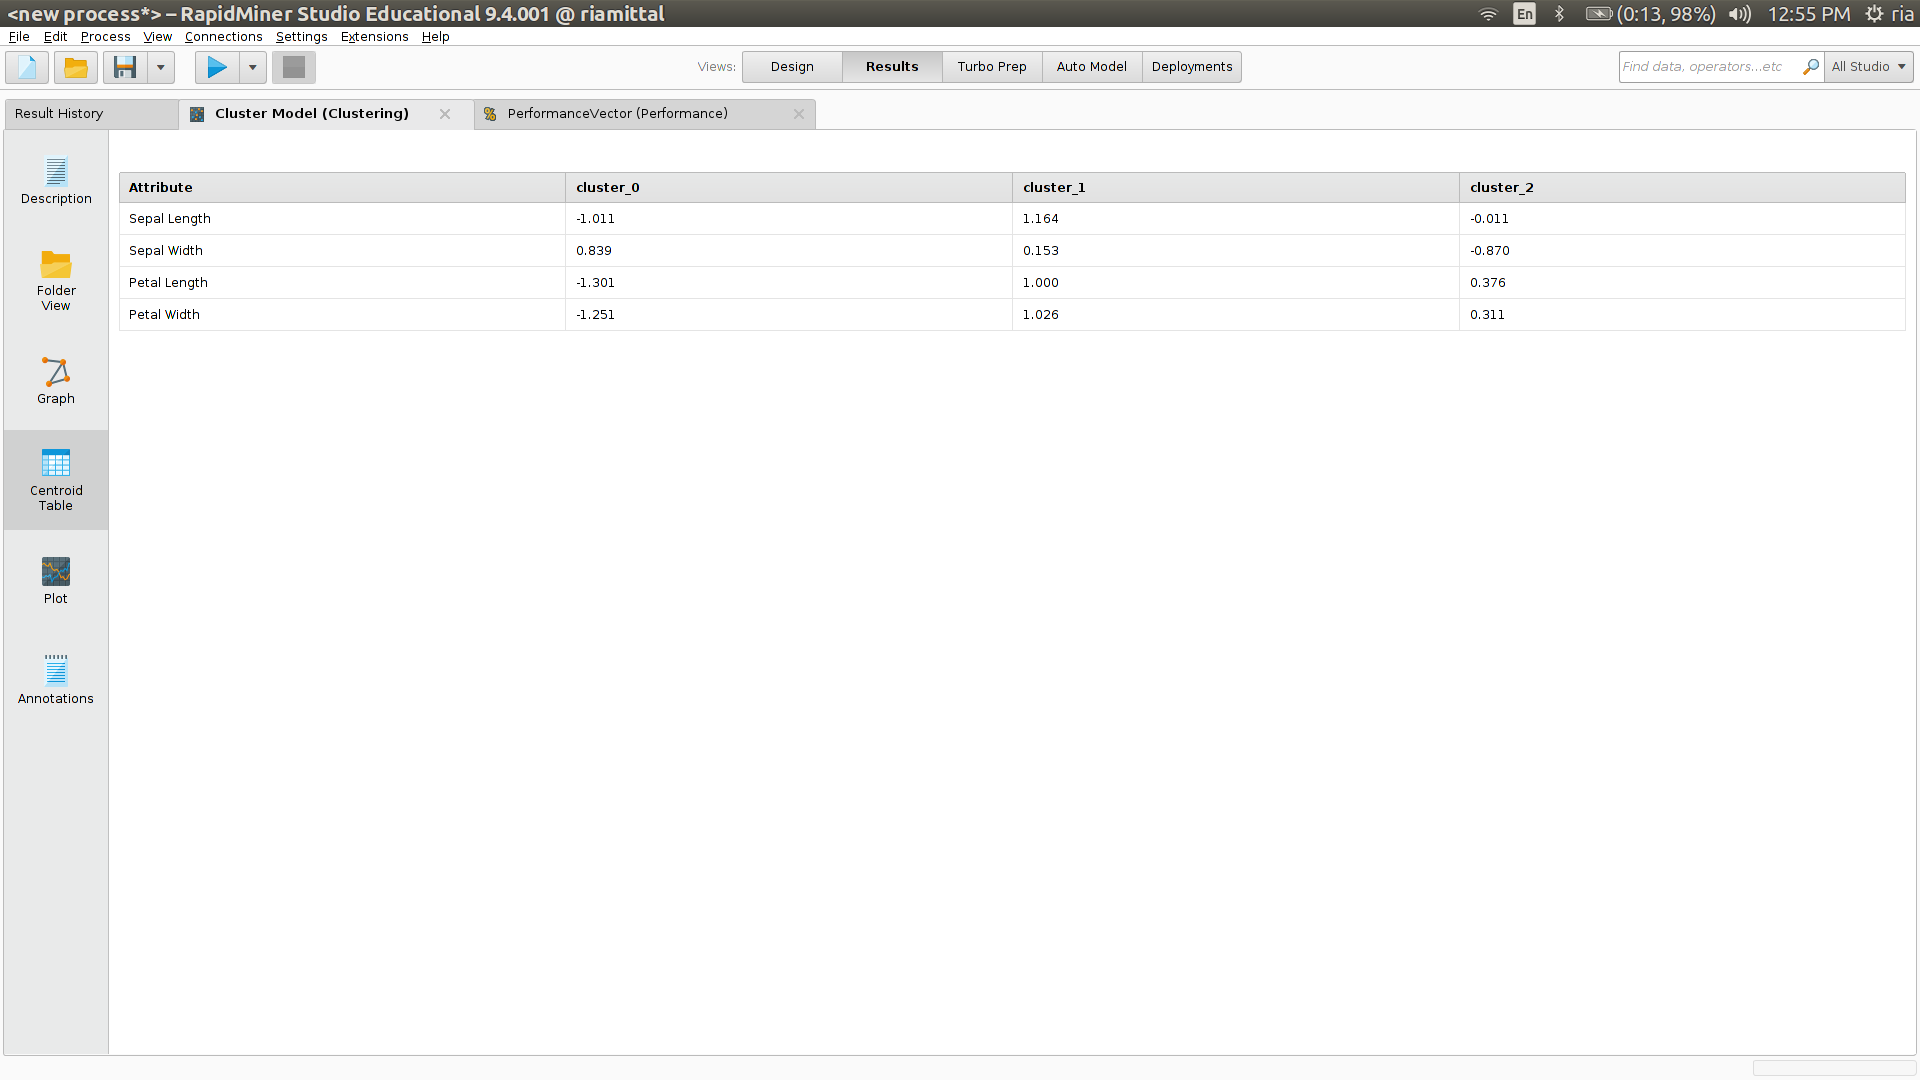 <new process*> – RapidMiner Studio Educational 9.4.001 @ riamittal
En (0:13, 98%) 12:55 PM ria
File Edit Process View Connections Settings Extensions Help
Views: Design Results Turbo Prep Auto Model Deployments
Find data, operators...etc All Studio
Result History Cluster Model (Clustering) PerformanceVector (Performance)
Description
Folder
View
Graph
Centroid
Table
Plot
Annotations
Attribute cluster_0 cluster_1 cluster_2
Sepal Length -1.011 1.164 -0.011
Sepal Width 0.839 0.153 -0.870
Petal Length -1.301 1.000 0.376
Petal Width -1.251 1.026 0.311